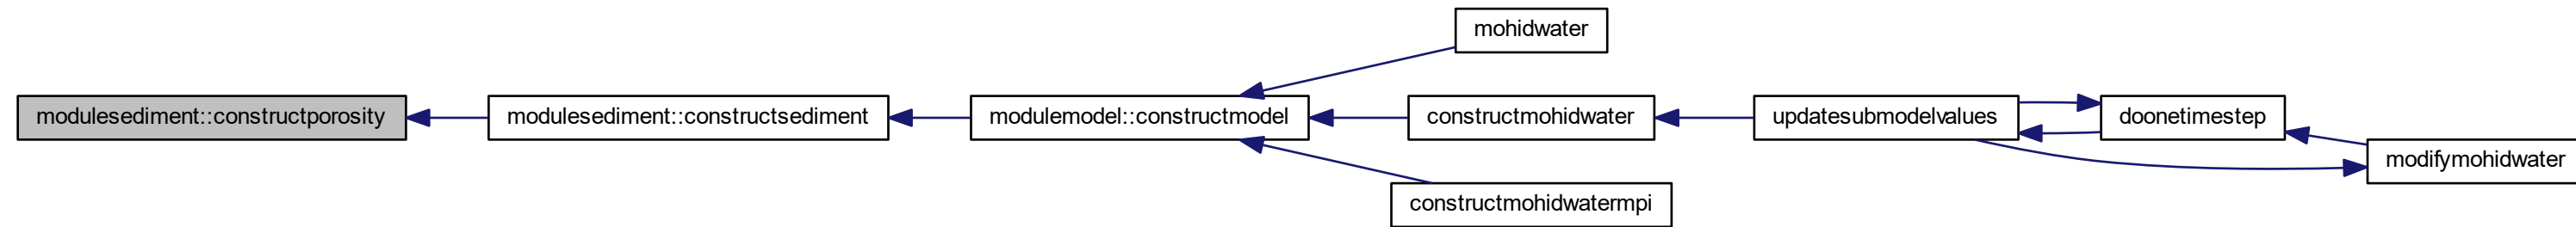 mohidwater
modulesediment::constructporosity
modulesediment::constructsediment
modulemodel::constructmodel
constructmohidwater
updatesubmodelvalues
doonetimestep
modifymohidwater
constructmohidwatermpi